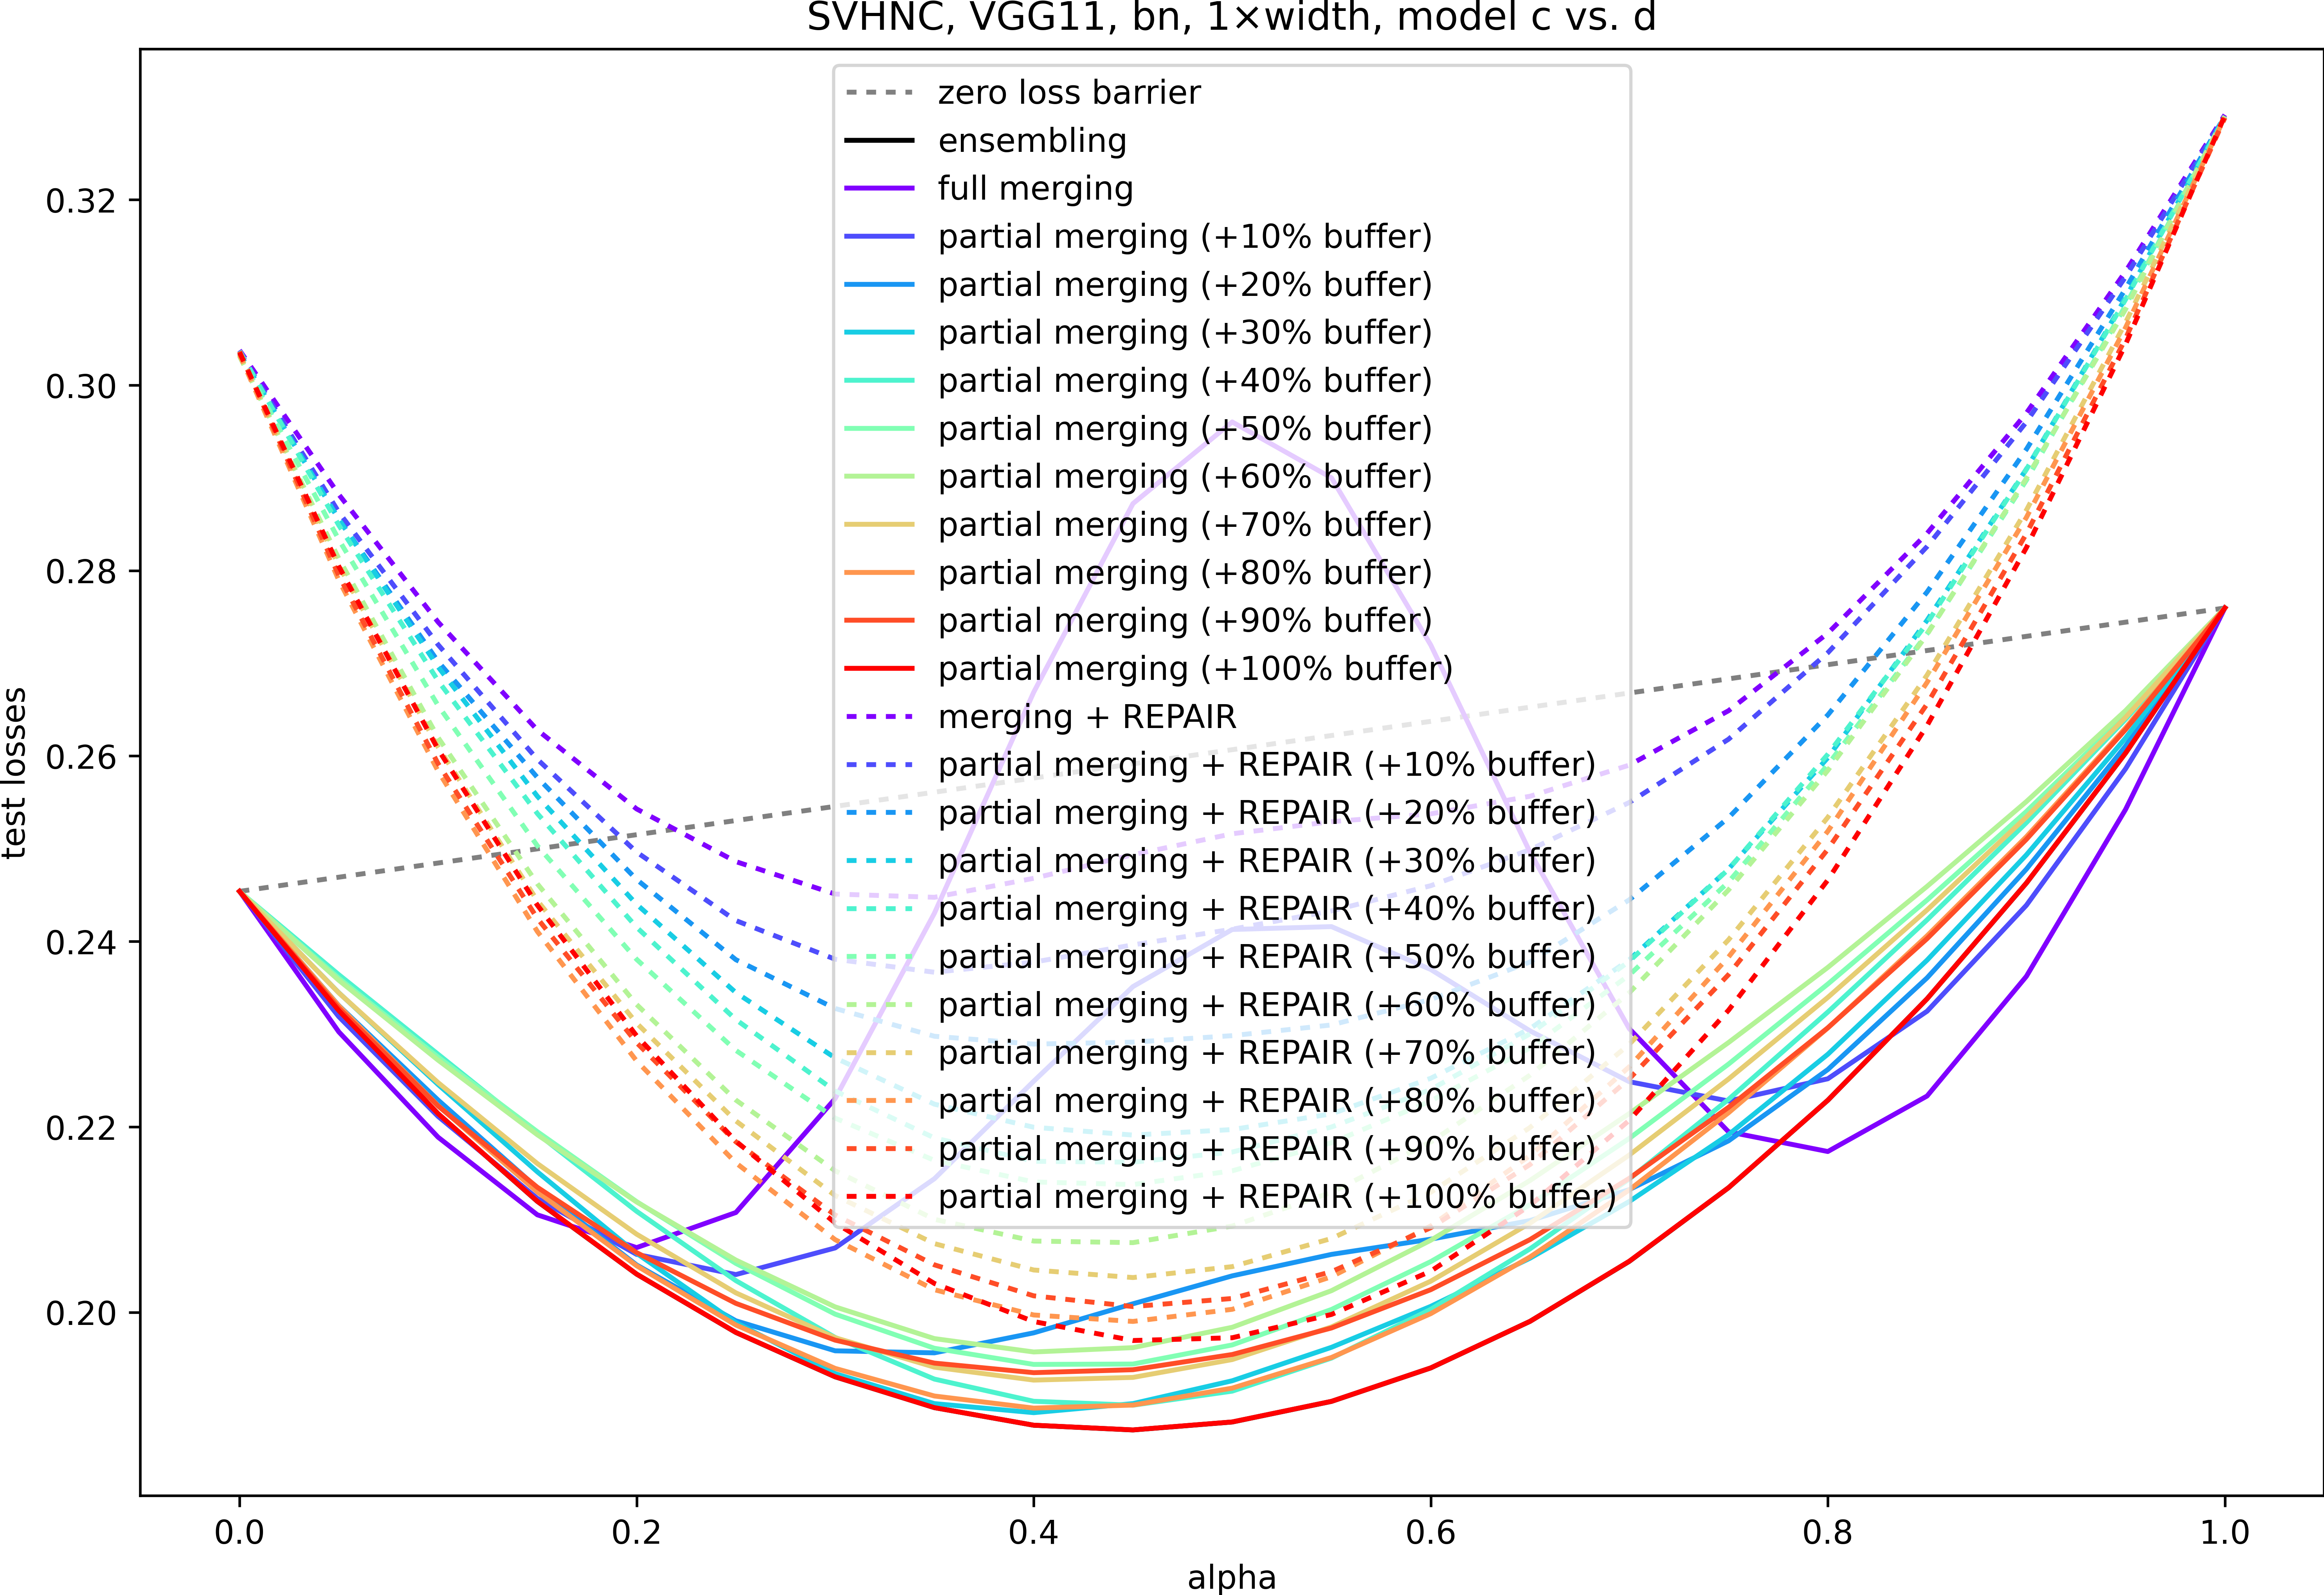 SVHNC, VGG11, bn, 1×width, model c vs. d
zero loss barrier
ensembling
full merging
partial merging (+10% buffer)
partial merging (+20% buffer)
partial merging (+30% buffer)
partial merging (+40% buffer)
partial merging (+50% buffer)
partial merging (+60% buffer)
partial merging (+70% buffer)
partial merging (+80% buffer)
partial merging (+90% buffer)
partial merging (+100% buffer)
merging + REPAIR
partial merging + REPAIR (+10% buffer)
partial merging + REPAIR (+20% buffer)
partial merging + REPAIR (+30% buffer)
partial merging + REPAIR (+40% buffer)
partial merging + REPAIR (+50% buffer)
partial merging + REPAIR (+60% buffer)
partial merging + REPAIR (+70% buffer)
partial merging + REPAIR (+80% buffer)
partial merging + REPAIR (+90% buffer)
partial merging + REPAIR (+100% buffer)
test losses
0.32
0.30
0.28
0.26
0.24
0.22
0.20
0.0 0.2 0.4 0.6 0.8 1.0
alpha